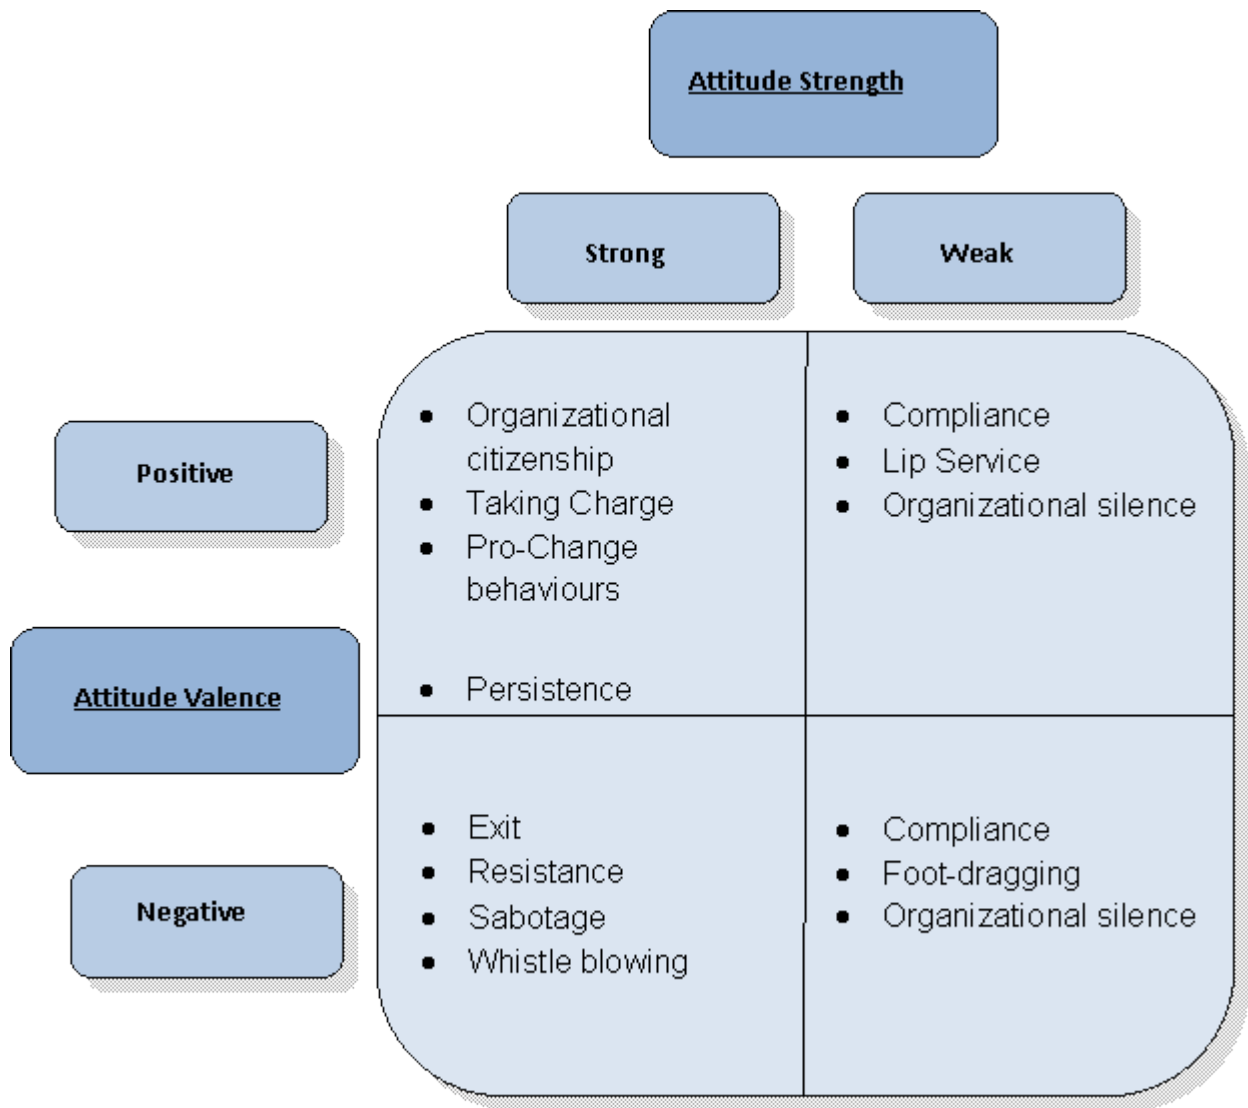 Attitude Strength
Strong
Weak
Positive
• Organizational
citizenship
• Taking Charge
• Pro-Change
behaviours
• Persistence
• Compliance
• Lip Service
• Organizational silence
Attitude Valence
Negative
• Exit
• Resistance
• Sabotage
• Whistle blowing
• Compliance
• Foot-dragging
• Organizational silence